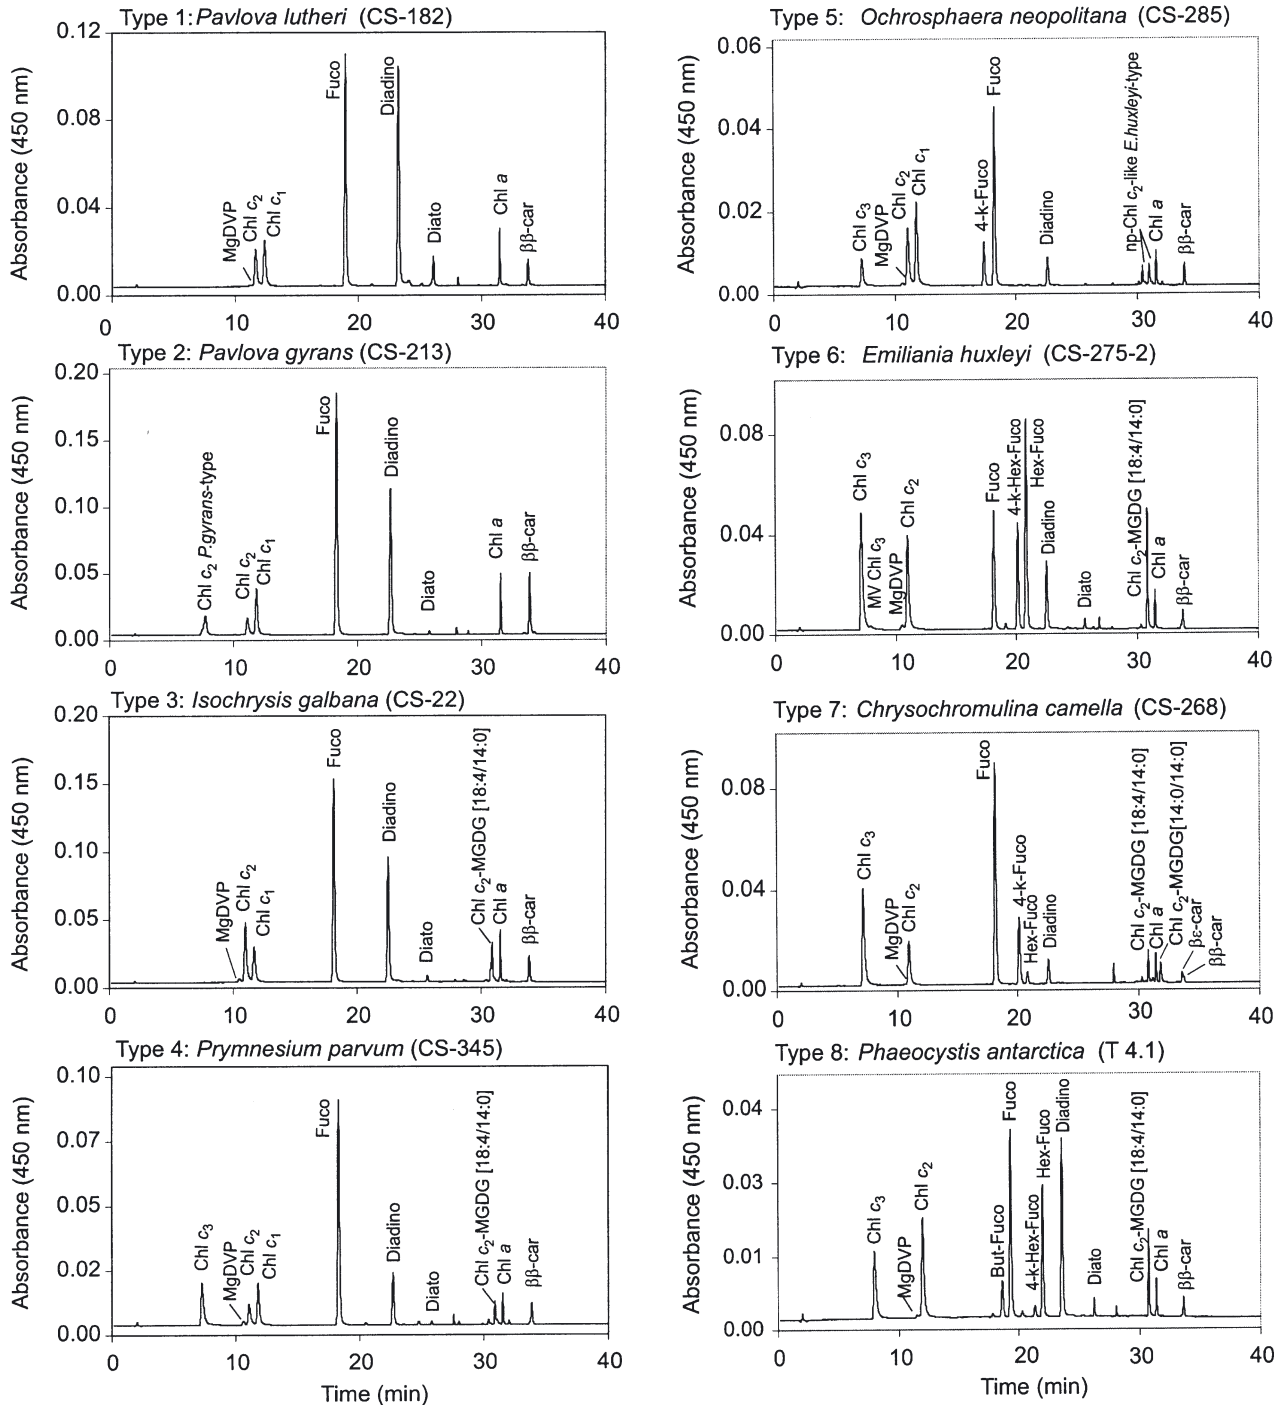 Type 1: Pavlova lutheri (CS-182)
Absorbance (450 nm)
0.12
0.08
0.04
0.00
MgDVP
Chl c2
Chl c1
Fuco
Diadino
Diato
Chl a
ββ-car
0
10
20
30
40
Type 2: Pavlova gyrans (CS-213)
Absorbance (450 nm)
0.20
0.15
0.10
0.05
0.00
Chl c2 P.gyrans-type
Chl c2
Chl c1
Fuco
Diadino
Diato
Chl a
ββ-car
0
10
20
30
40
Type 3: Isochrysis galbana (CS-22)
Absorbance (450 nm)
0.20
0.15
0.10
0.05
0.00
MgDVP
Chl c2
Chl c1
Fuco
Diadino
Diato
Chl c2-MGDG [18:4/14:0]
Chl a
ββ-car
0
10
20
30
40
Type 4: Prymnesium parvum (CS-345)
Absorbance (450 nm)
0.10
0.07
0.05
0.02
0.00
Chl c3
MgDVP
Chl c2
Chl c1
Fuco
Diadino
Diato
Chl c2-MGDG [18:4/14:0]
Chl a
ββ-car
0
10
20
30
40
Time (min)
Type 5: Ochrosphaera neopolitana (CS-285)
Absorbance (450 nm)
0.06
0.04
0.02
0.00
Chl c3
MgDVP
Chl c2
Chl c1
4-k-Fuco
Fuco
Diadino
np-Chl c2-like E.huxleyi-type
Chl a
ββ-car
0
10
20
30
40
Type 6: Emiliania huxleyi (CS-275-2)
Absorbance (450 nm)
0.08
0.04
0.00
Chl c3
MV Chl c3
MgDVP
Chl c2
Fuco
4-k-Hex-Fuco
Hex-Fuco
Diadino
Diato
Chl c2-MGDG [18:4/14:0]
Chl a
ββ-car
0
10
20
30
40
Type 7: Chrysochromulina camella (CS-268)
Absorbance (450 nm)
0.08
0.04
0.00
Chl c3
MgDVP
Chl c2
Fuco
4-k-Fuco
Hex-Fuco
Diadino
Chl c2-MGDG [18:4/14:0]
Chl a
Chl c2-MGDG[14:0/14:0]
βε-car
ββ-car
0
10
20
30
40
Type 8: Phaeocystis antarctica (T 4.1)
Absorbance (450 nm)
0.04
0.03
0.01
0.00
Chl c3
MgDVP
Chl c2
But-Fuco
Fuco
4-k-Hex-Fuco
Hex-Fuco
Diadino
Diato
Chl c2-MGDG [18:4/14:0]
Chl a
ββ-car
0
10
20
30
40
Time (min)